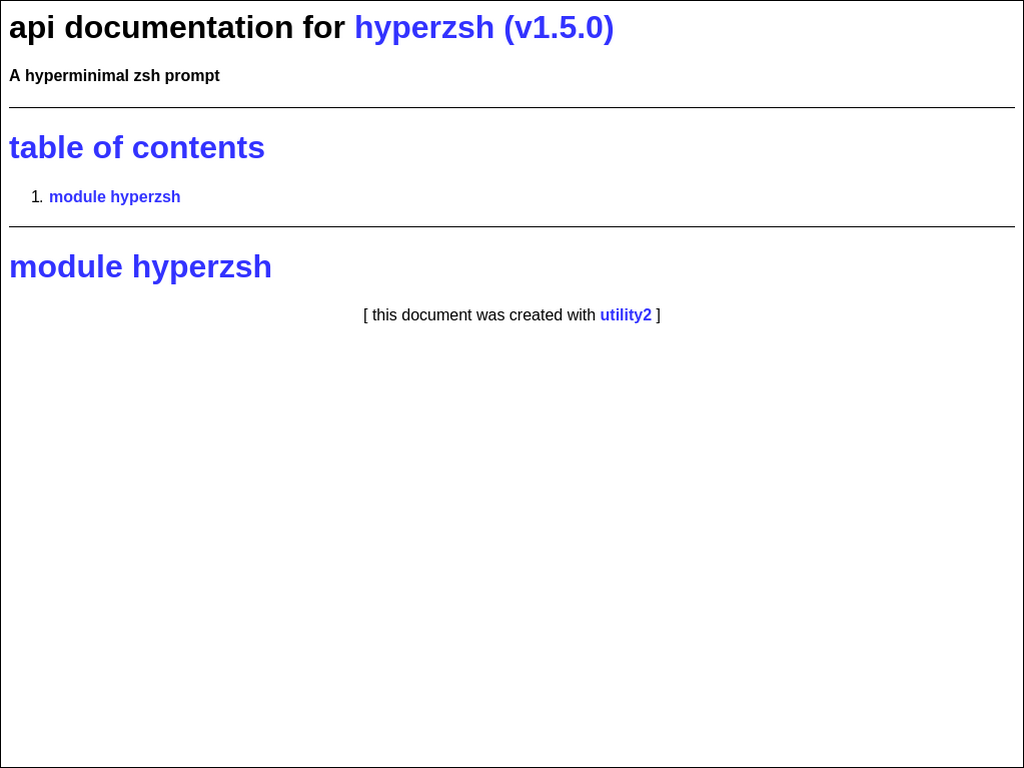 api documentation for hyperzsh (v1.5.0)
A hyperminimal zsh prompt
table of contents
1. module hyperzsh
module hyperzsh
[ this document was created with utility2 ]